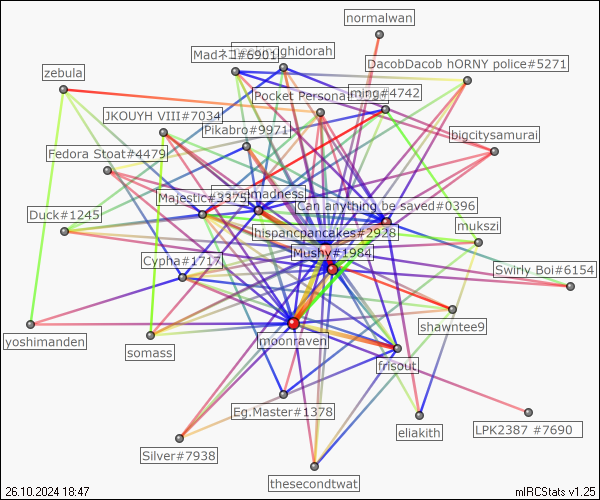 normalwan
ghidorah
Madネコ#6901
DacobDacob hORNY police#5271
zebula
Pocket Persona
ming#4742
JKOUYH VIII#7034
Pikabro#9971
bigcitysamurai
Fedora Stoat#4479
Majestic#3375
madness
Can anything be saved#0396
Duck#1245
hispancpancakes#2928
mukszi
Mushy#1984
Cypha#1717
Swirly Boi#6154
yoshimanden
shawntee9
somass
moonraven
frisout
Eg.Master#1378
eliakith
LPK2387 #7690
Silver#7938
thesecondtwat
26.10.2024 18:47
mIRCStats v1.25